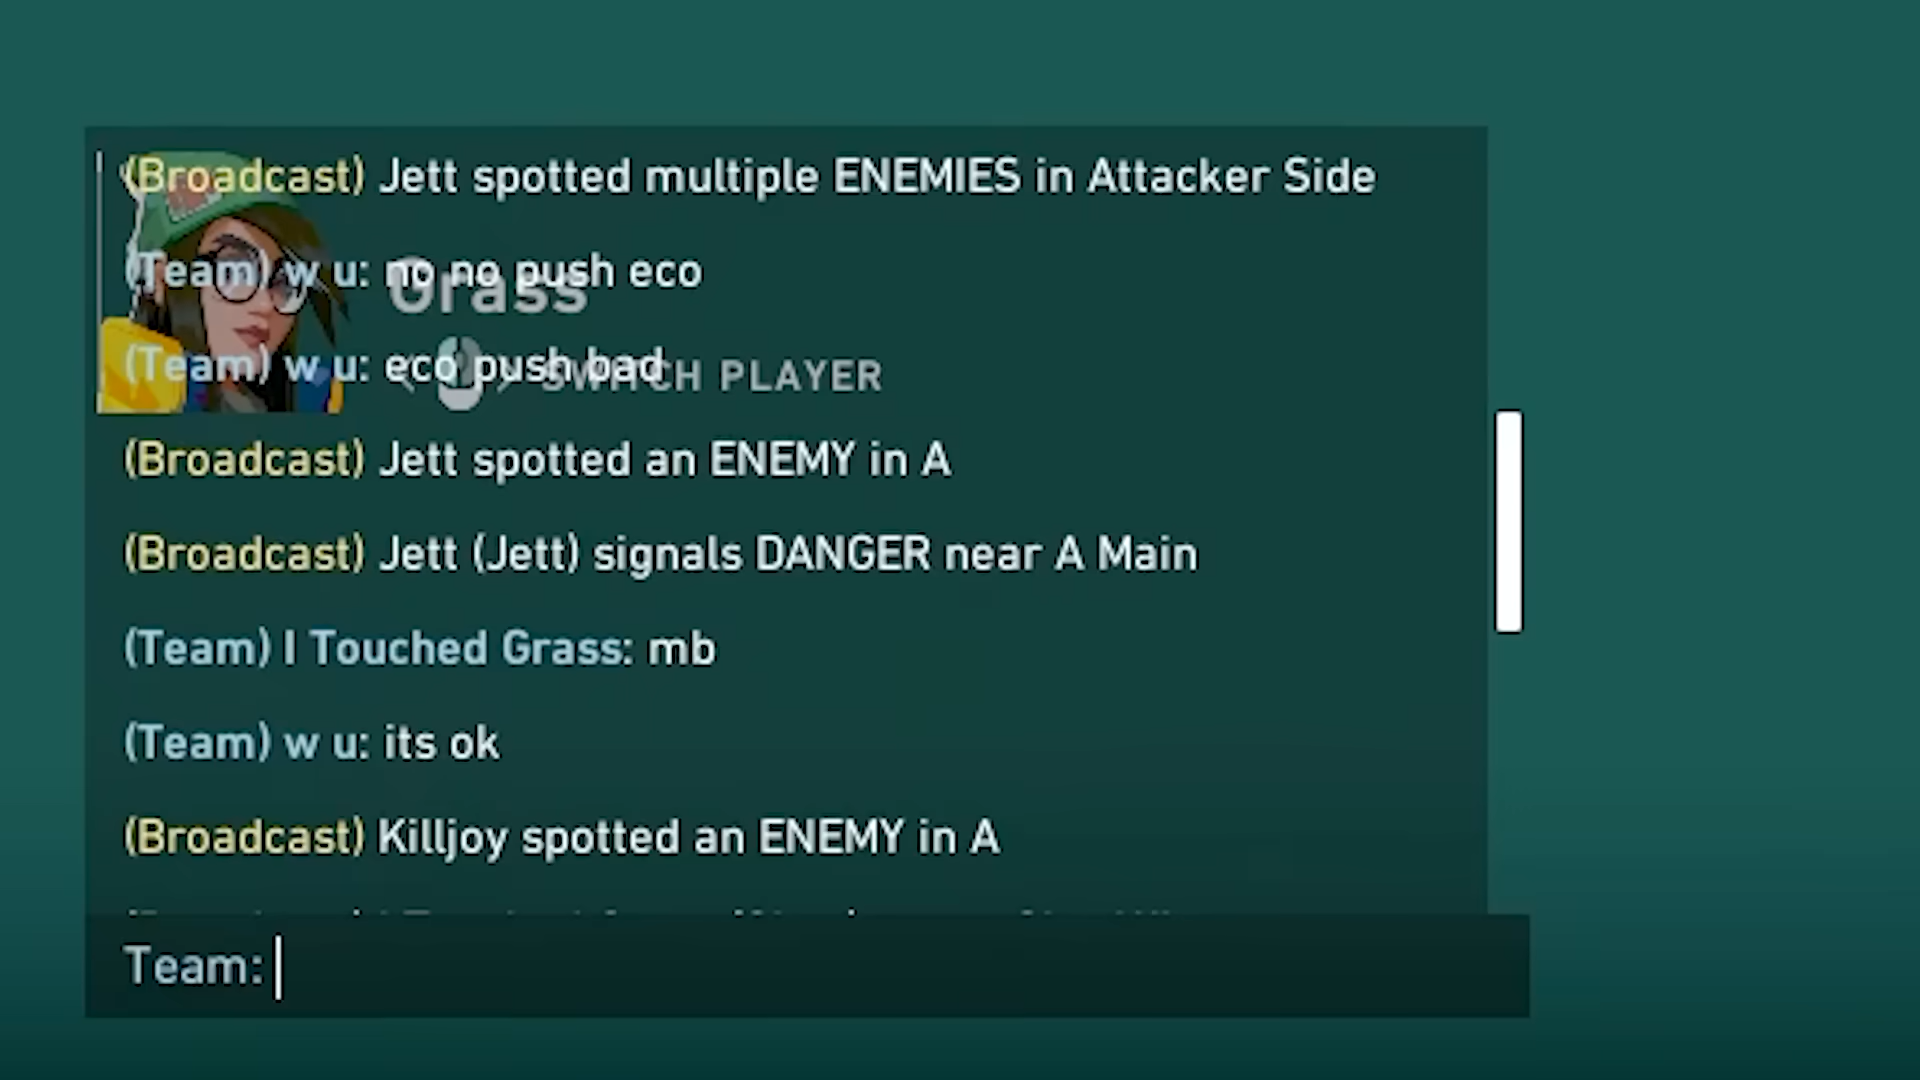 (Broadcast) Jett spotted multiple ENEMIES in Attacker Side
(Team) w u: no no push eco
Grass
(Team) w u: eco push bad
SWITCH PLAYER
(Broadcast) Jett spotted an ENEMY in A
(Broadcast) Jett (Jett) signals DANGER near A Main
(Team) I Touched Grass: mb
(Team) w u: its ok
(Broadcast) Killjoy spotted an ENEMY in A
Team: